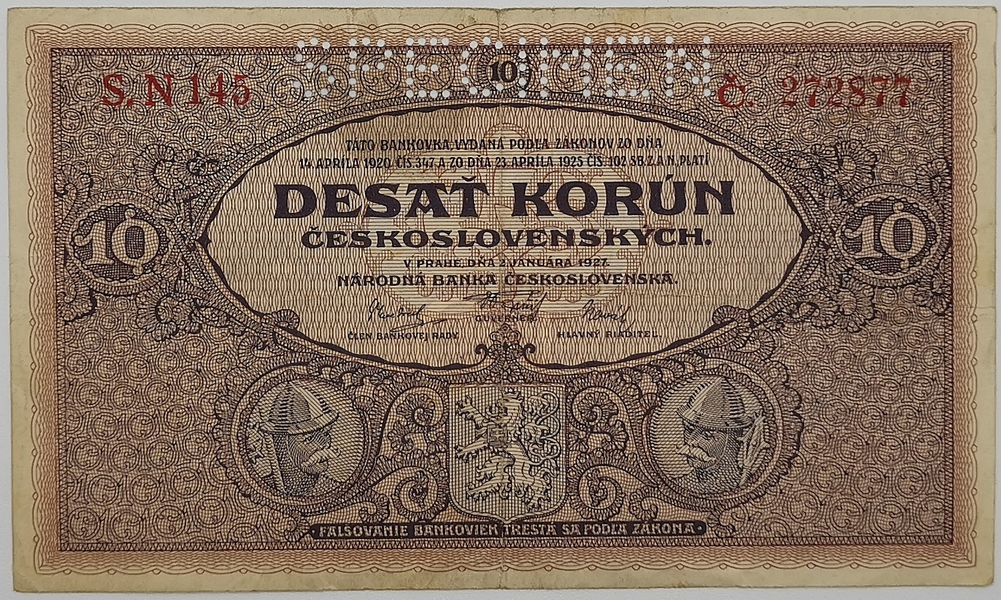 SPECIMEN
10
S. N 145
Č. 272877
TÁTO BANKOVKA, VYDANÁ PODĽA ZÁKONOV ZO DŇA
14. APRÍLA 1920, ČÍS. 347, A ZO DŇA 23. APRÍLA 1925 ČÍS. 102 SB. Z. A N., PLATÍ
DESAŤ KORÚN
ČESKOSLOVENSKÝCH.
10
10
V PRAHE, DŇA 2. JANUÁRA 1927.
NÁRODNÁ BANKA ČESKOSLOVENSKÁ.
GUVERNÉR
ČLEN BANKOVEJ RADY.
HLAVNÝ RIADITEĽ.
· FALŠOVANIE BANKOVIEK TRESTÁ SA PODĽA ZÁKONA ·